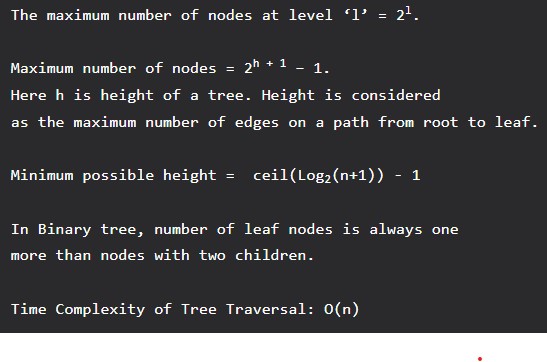 The maximum number of nodes at level ‘l’ = 2ˡ.
Maximum number of nodes = 2ʰ ⁺ ¹ – 1.
Here h is height of a tree. Height is considered
as the maximum number of edges on a path from root to leaf.
Minimum possible height =  ceil(Log₂(n+1)) - 1
In Binary tree, number of leaf nodes is always one
more than nodes with two children.
Time Complexity of Tree Traversal: O(n)